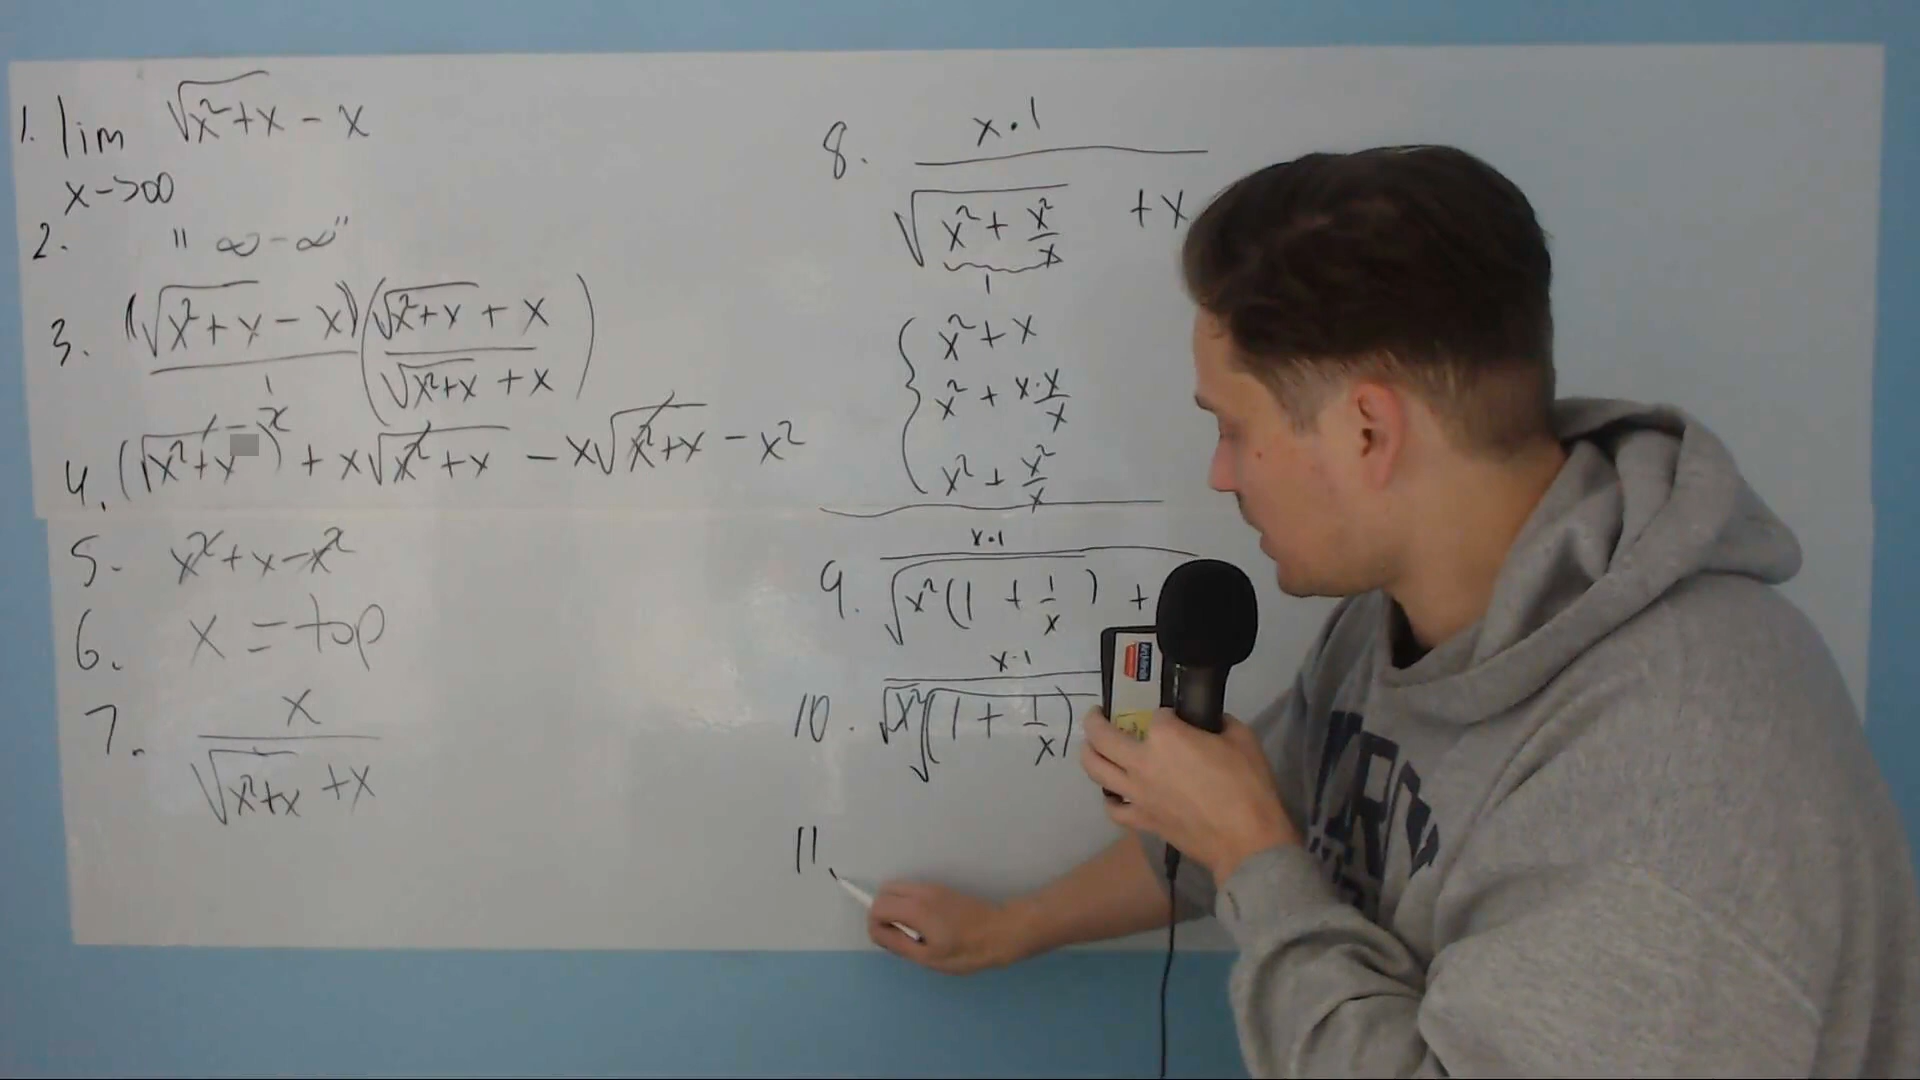 1. lim √x²+x - x
x->∞
2. "∞-∞"
3. (√x²+x - x) (√x²+x + x
1 √x²+x + x)
4. (√x²+x)² + x√x²+x - x√x²+x - x²
5. x²+x-x²
6. x = top
7. x
√x²+x +x
8. x·1
√x² + x²/x + x
1
{ x² + x
x² + x·x/x
x² + x²/x
9. x·1
√x²(1 + 1/x) +
10. x·1
√x² √(1 + 1/x)
11.